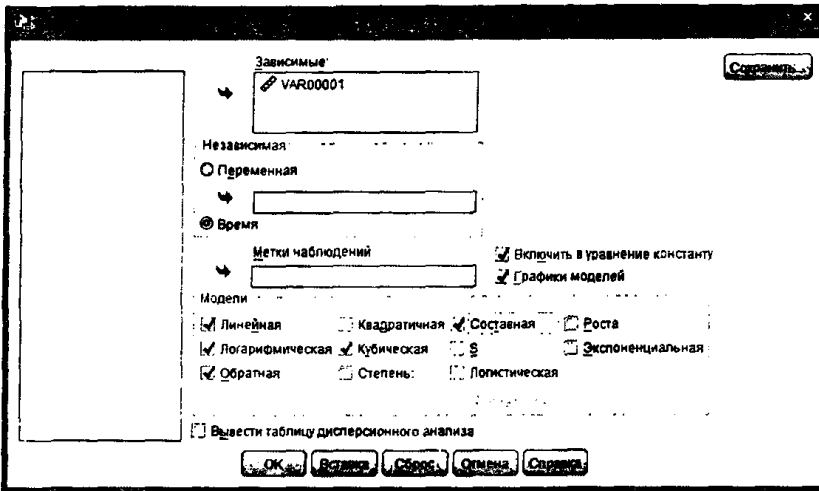 Зависимые:
Сохранить...
VAR00001
Независимая
Переменная
Время
Метки наблюдений
Включить в уравнение константу
Графики моделей
Модели
Линейная Квадратичная Составная Роста
Логарифмическая Кубическая S Экспоненциальная
Обратная Степень: Логистическая
Вывести таблицу дисперсионного анализа
OK Вставка Сброс Отмена Справка